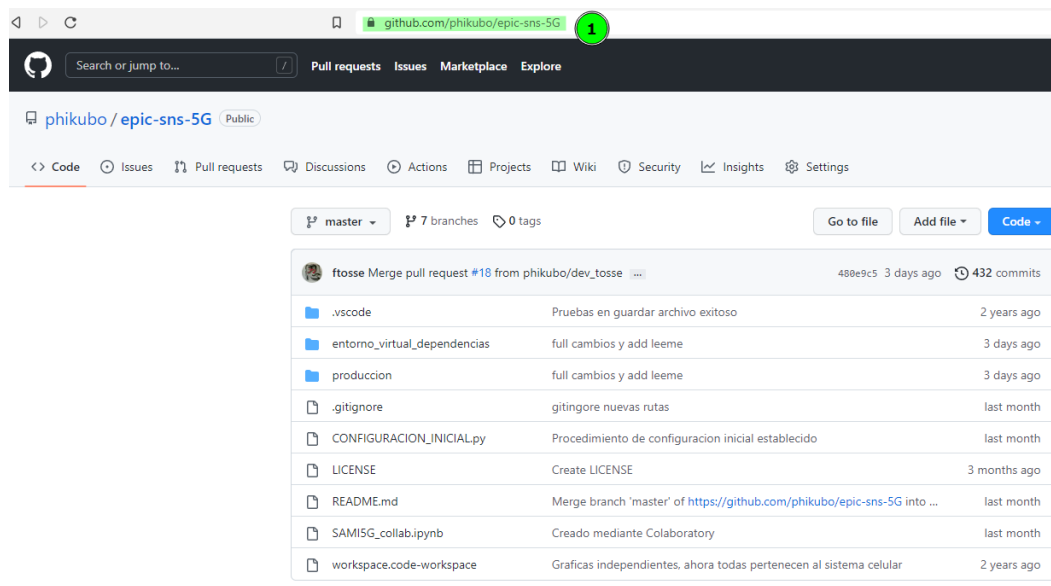 github.com/phikubo/epic-sns-5G
1
Search or jump to... /
Pull requests Issues Marketplace Explore
phikubo / epic-sns-5G Public
<> Code Issues Pull requests Discussions Actions Projects Wiki Security Insights Settings
master 7 branches 0 tags Go to file Add file Code
ftosse Merge pull request #18 from phikubo/dev_tosse ... 480e9c5 3 days ago 432 commits
.vscode Pruebas en guardar archivo exitoso 2 years ago
entorno_virtual_dependencias full cambios y add leeme 3 days ago
produccion full cambios y add leeme 3 days ago
.gitignore gitingore nuevas rutas last month
CONFIGURACION_INICIAL.py Procedimiento de configuracion inicial establecido last month
LICENSE Create LICENSE 3 months ago
README.md Merge branch 'master' of https://github.com/phikubo/epic-sns-5G into ... last month
SAMI5G_collab.ipynb Creado mediante Colaboratory last month
workspace.code-workspace Graficas independientes, ahora todas pertenecen al sistema celular 2 years ago